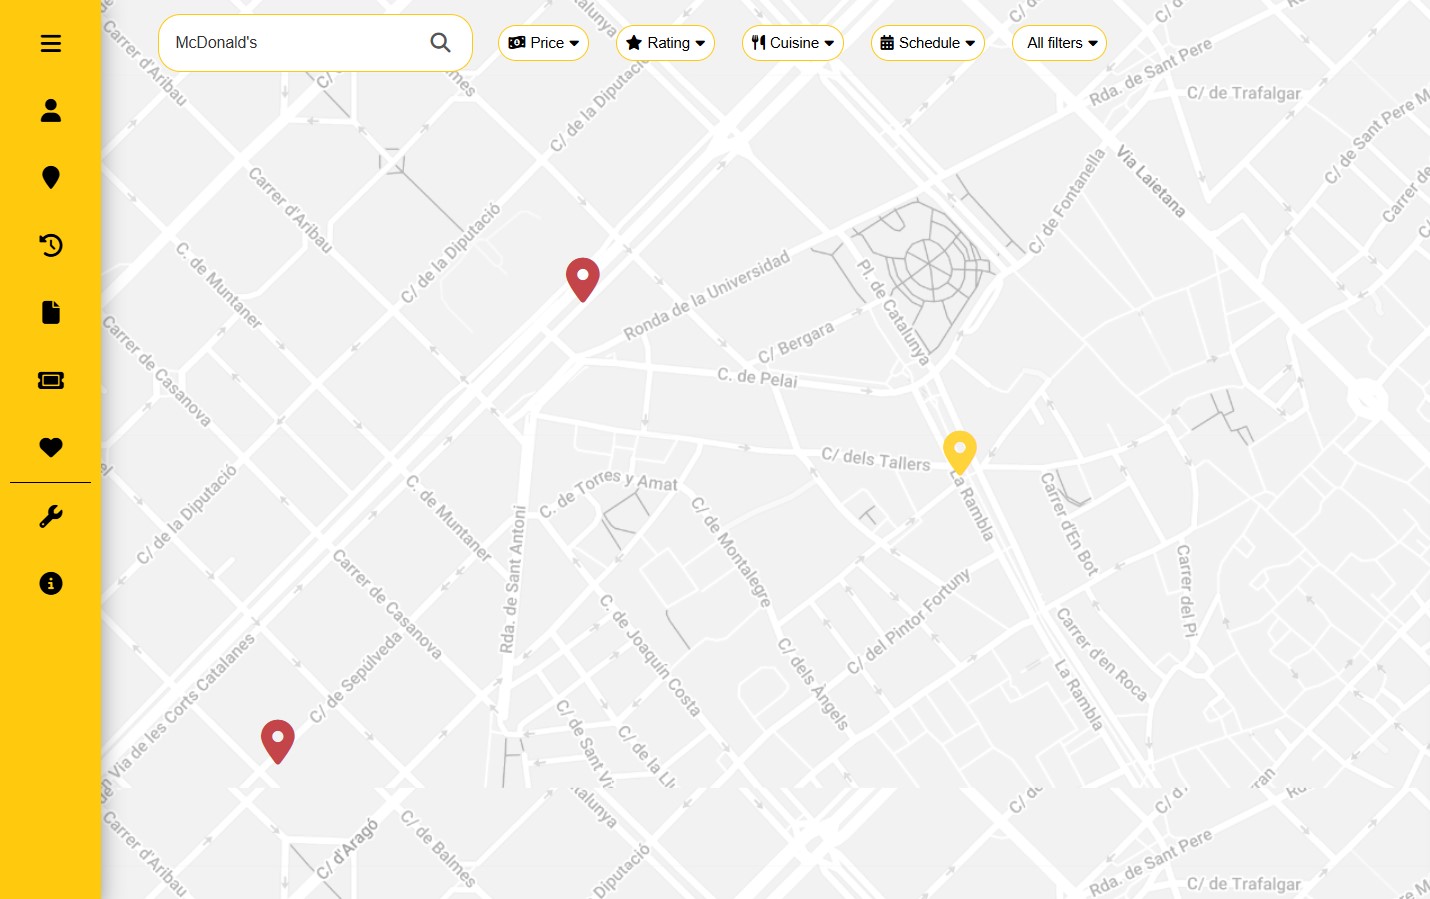 McDonald's
Price
Rating
Cuisine
Schedule
All filters
Carrer d'Aribau
C/ de la Diputació
Rda. de Sant Pere
C/ de Trafalgar
C/ de Sant Pere M
Via Laietana
C/ de Fontanella
Carrer de
Carrer d'Aribau
C/ de la Diputació
C. de Muntaner
Ronda de la Universidad
Pl. de Catalunya
C/ Bergara
C. de Pelai
Carrer de Casanova
C/ dels Tallers
La Rambla
C/ de la Diputació
C. de Muntaner
C. de Torres y Amat
C/ de Montalegre
Carrer d'En Bot
Carrer del Pi
Rda. de Sant Antoni
Carrer de Casanova
C. de Joaquín Costa
C/ del Pintor Fortuny
Carrer d'en Roca
La Rambla
C/ dels Àngels
C/ de Sepúlveda
n Via de les Corts Catalanes
C/ de Sant Vi
C/ de la Ll
Carrer d'Aribau
C/ d'Aragó
C/ de Balmes
talunya
Diputació
Rda. de Sant Pere
C/ de Trafalgar